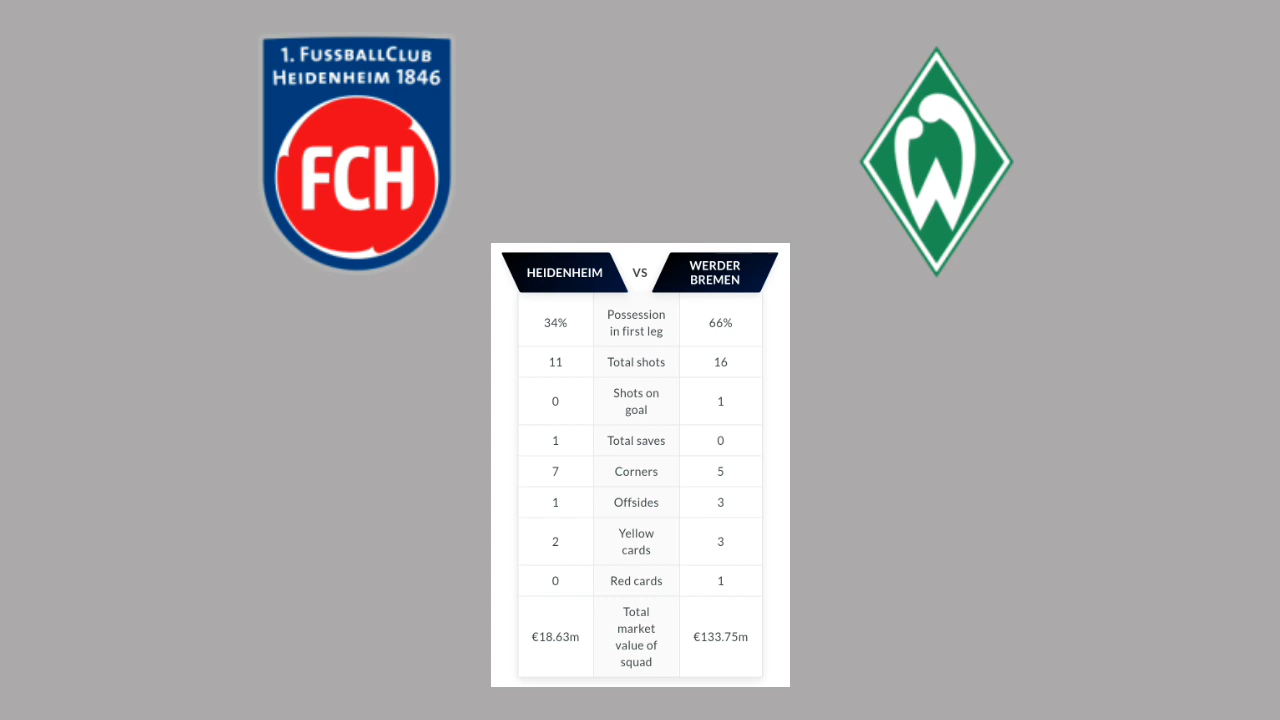 1. FussballClub
Heidenheim 1846
FCH
W
HEIDENHEIM VS WERDER
BREMEN
34% Possession
in first leg 66%
11 Total shots 16
0 Shots on
goal 1
1 Total saves 0
7 Corners 5
1 Offsides 3
2 Yellow
cards 3
0 Red cards 1
€18.63m Total
market
value of
squad €133.75m